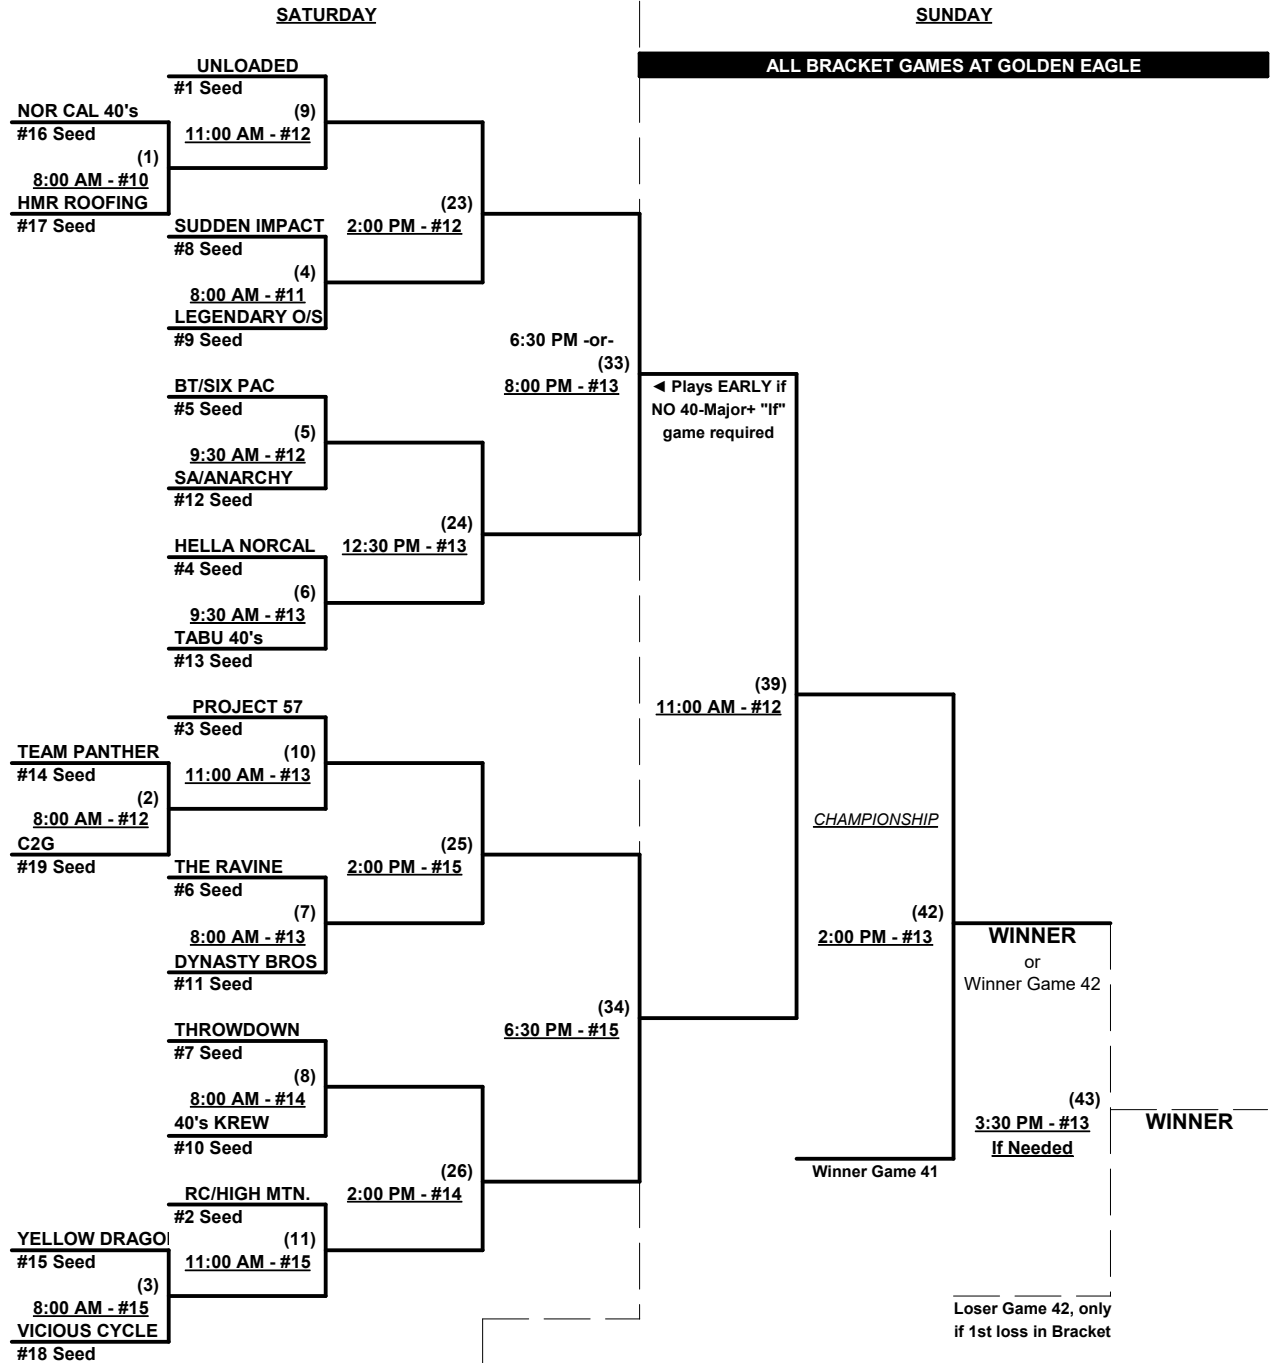 SATURDAY
SUNDAY
ALL BRACKET GAMES AT GOLDEN EAGLE
UNLOADED
#1 Seed
NOR CAL 40's
#16 Seed
(1)
8:00 AM - #10
HMR ROOFING
#17 Seed
(9)
11:00 AM - #12
SUDDEN IMPACT
#8 Seed
(4)
8:00 AM - #11
LEGENDARY O/S
#9 Seed
(23)
2:00 PM - #12
BT/SIX PAC
#5 Seed
(5)
9:30 AM - #12
SA/ANARCHY
#12 Seed
(24)
12:30 PM - #13
HELLA NORCAL
#4 Seed
(6)
9:30 AM - #13
TABU 40's
#13 Seed
6:30 PM -or-
(33)
8:00 PM - #13
◄ Plays EARLY if
NO 40-Major+ "If"
game required
PROJECT 57
#3 Seed
TEAM PANTHER
#14 Seed
(2)
8:00 AM - #12
C2G
#19 Seed
(10)
11:00 AM - #13
THE RAVINE
#6 Seed
(7)
8:00 AM - #13
DYNASTY BROS
#11 Seed
(25)
2:00 PM - #15
THROWDOWN
#7 Seed
(8)
8:00 AM - #14
40's KREW
#10 Seed
(26)
2:00 PM - #14
RC/HIGH MTN.
#2 Seed
(11)
11:00 AM - #15
YELLOW DRAGO
#15 Seed
(3)
8:00 AM - #15
VICIOUS CYCLE
#18 Seed
(34)
6:30 PM - #15
(39)
11:00 AM - #12
CHAMPIONSHIP
(42)
2:00 PM - #13
WINNER
or
Winner Game 42
(43)
3:30 PM - #13
If Needed
WINNER
Winner Game 41
Loser Game 42, only
if 1st loss in Bracket